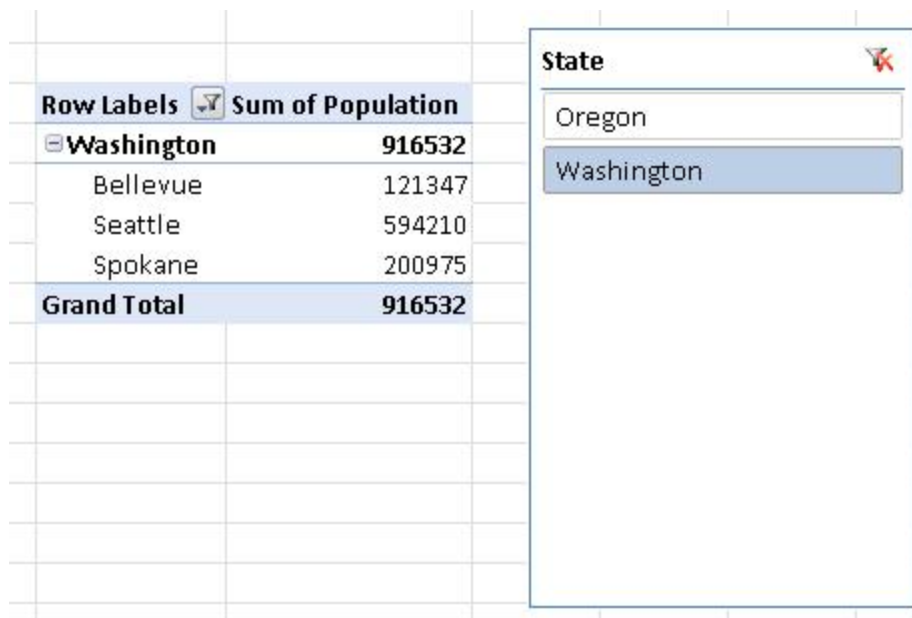 State
Row Labels Sum of Population
Oregon
Washington 916532
Washington
Bellevue 121347
Seattle 594210
Spokane 200975
Grand Total 916532